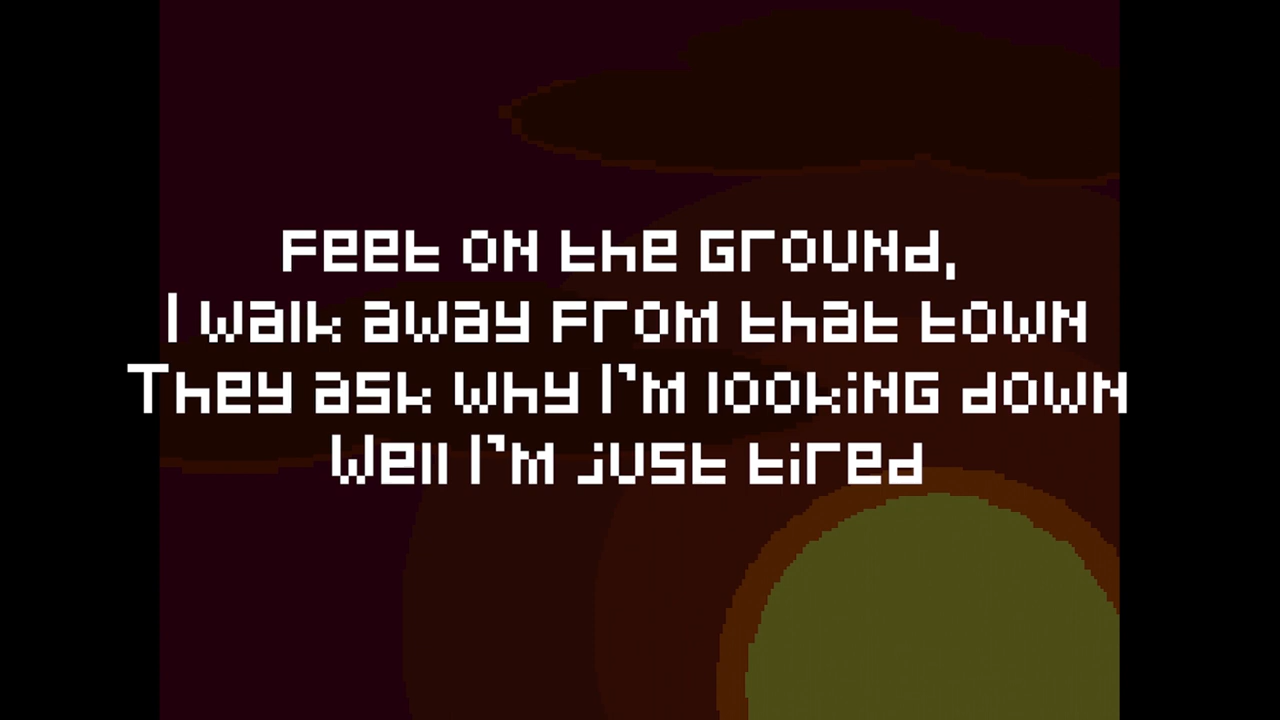 Feet on the Ground,
I walk away from that town
They ask why I'm looking down
Well I'm just tired